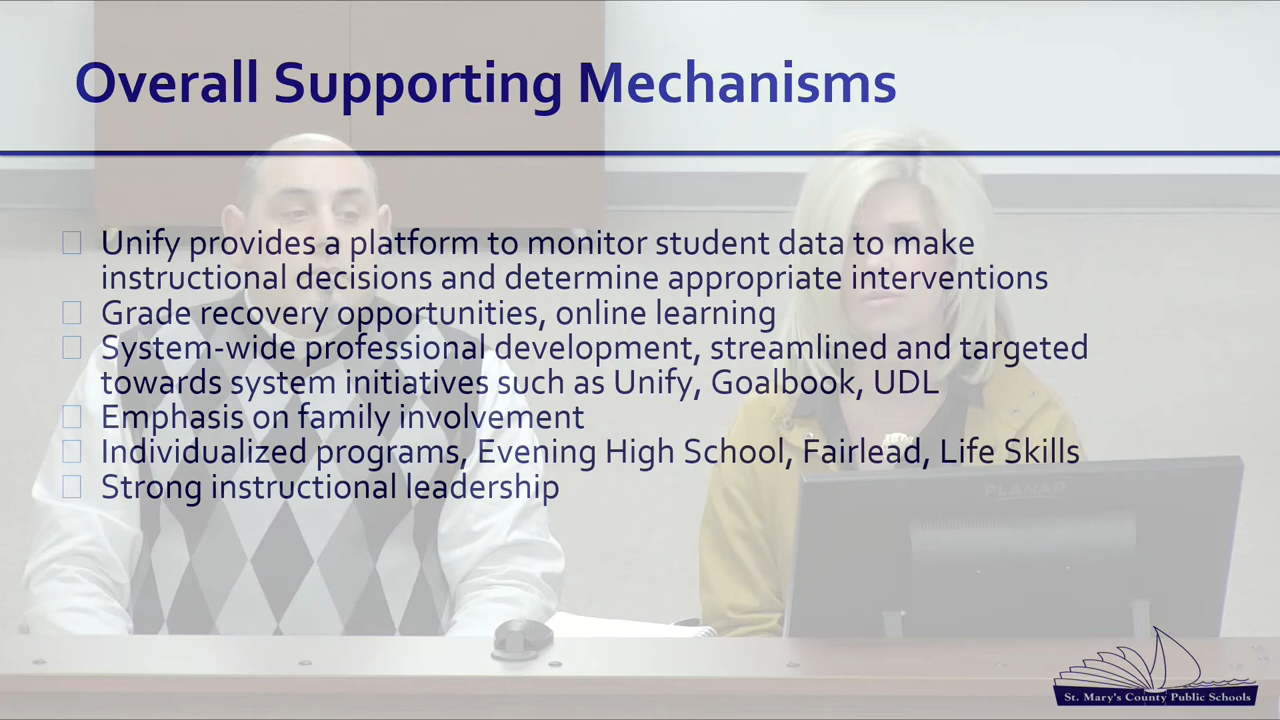 Overall Supporting Mechanisms
Unify provides a platform to monitor student data to make
instructional decisions and determine appropriate interventions
Grade recovery opportunities, online learning
System-wide professional development, streamlined and targeted
towards system initiatives such as Unify, Goalbook, UDL
Emphasis on family involvement
Individualized programs, Evening High School, Fairlead, Life Skills
Strong instructional leadership
PLANAR
St. Mary's County Public Schools